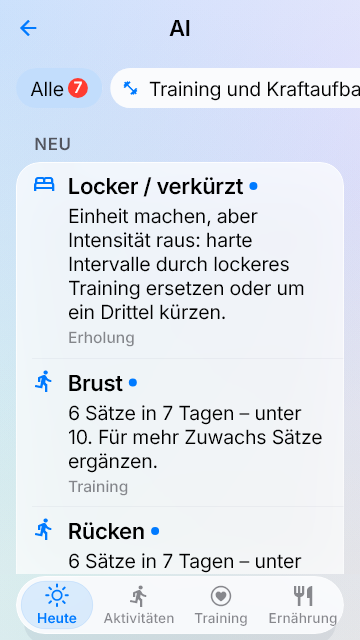 AI
Alle 7
Training und Kraftaufba
NEU
Locker / verkürzt
Einheit machen, aber
Intensität raus: harte
Intervalle durch lockeres
Training ersetzen oder um
ein Drittel kürzen.
Erholung
Brust
6 Sätze in 7 Tagen – unter
10. Für mehr Zuwachs Sätze
ergänzen.
Training
Rücken
6 Sätze in 7 Tagen – unter
Heute
Aktivitäten
Training
Ernährung